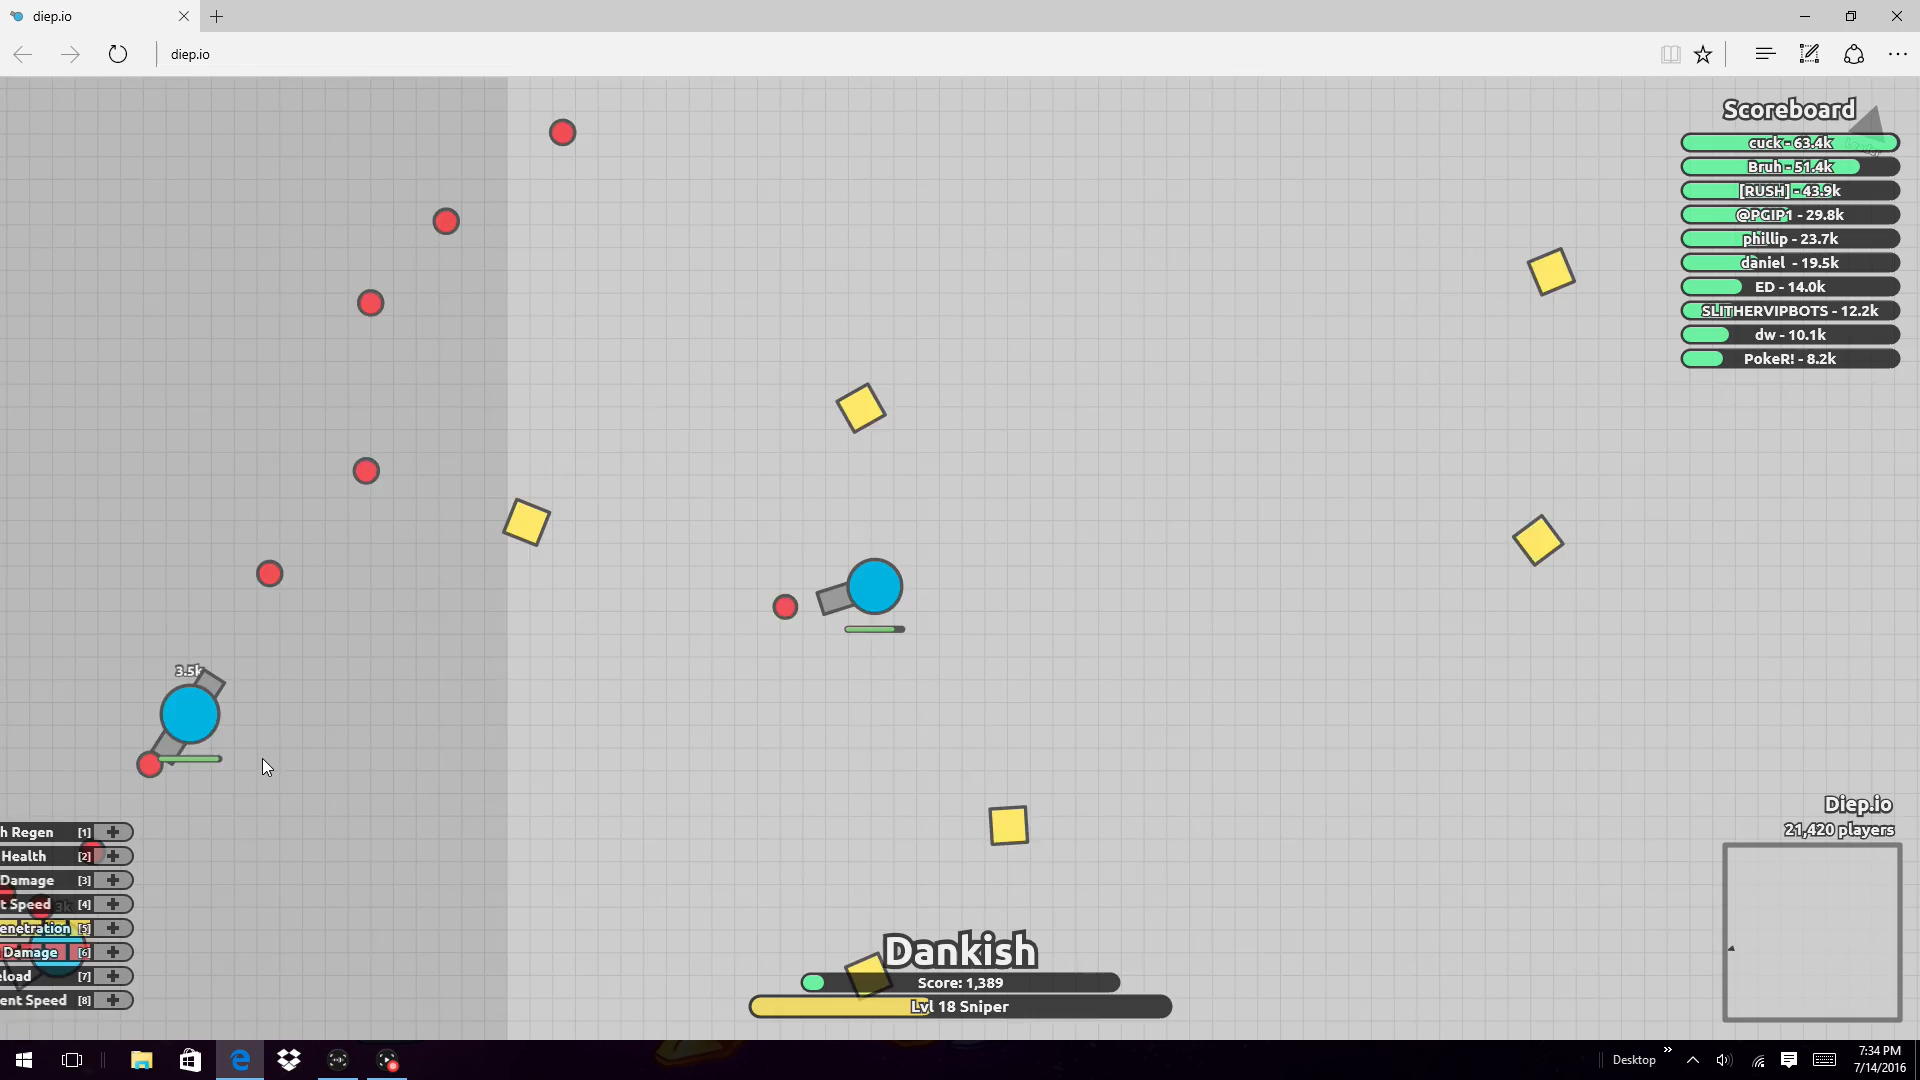 diep.io
diep.io
Scoreboard
cuck - 63.4k
Bruh - 51.4k
[RUSH] - 43.9k
@PGIP1 - 29.8k
phillip - 23.7k
daniel - 19.5k
ED - 14.0k
SLITHERVIPBOTS - 12.2k
dw - 10.1k
PokeR! - 8.2k
3.5k
Diep.io
21,420 players
h Regen [1]
Health [2]
Damage [3]
t Speed [4]
enetration [5]
Damage [6]
eload [7]
ent Speed [8]
Dankish
Score: 1,389
Lvl 18 Sniper
Desktop
7:34 PM
7/14/2016